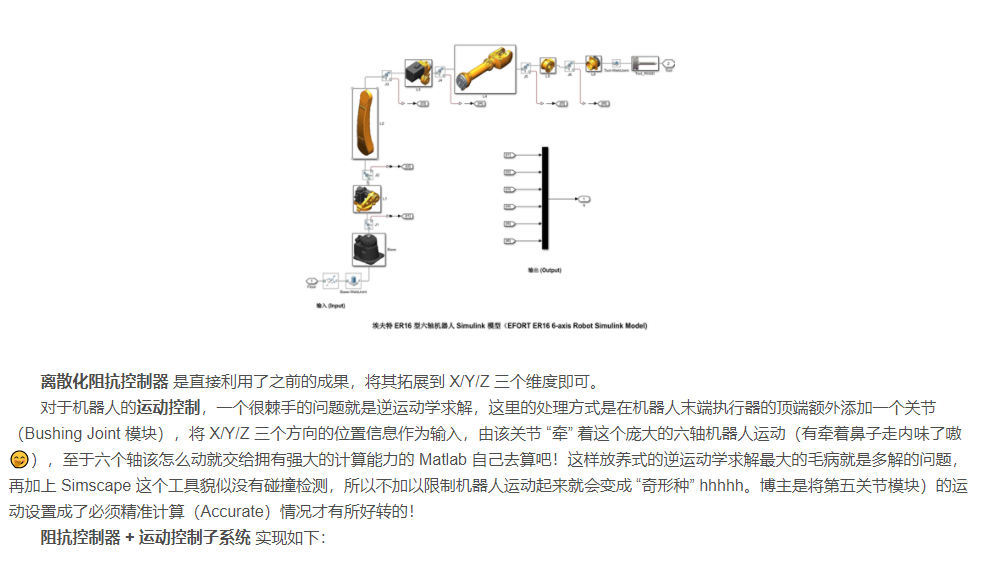 J3
L3
J4
L4
J5
L5
J6
L6
Tool-WeldJoint
L2
J2
L1
J1
Base
Base-WeldJoint
输入 (Input)
输出 (Output)
埃夫特 ER16 型六轴机器人 Simulink 模型（EFORT ER16 6-axis Robot Simulink Model)
离散化阻抗控制器 是直接利用了之前的成果，将其拓展到 X/Y/Z 三个维度即可。
对于机器人的运动控制，一个很棘手的问题就是逆运动学求解，这里的处理方式是在机器人末端执行器的顶端额外添加一个关节
（Bushing Joint 模块），将 X/Y/Z 三个方向的位置信息作为输入，由该关节 “牵” 着这个庞大的六轴机器人运动（有牵着鼻子走内味了嗷
😊），至于六个轴该怎么动就交给拥有强大的计算能力的 Matlab 自己去算吧！这样放养式的逆运动学求解最大的毛病就是多解的问题，
再加上 Simscape 这个工具貌似没有碰撞检测，所以不加以限制机器人运动起来就会变成 “奇形种” hhhhh。博主是将第五关节模块）的运
动设置成了必须精准计算（Accurate）情况才有所好转的！
阻抗控制器 + 运动控制子系统 实现如下：